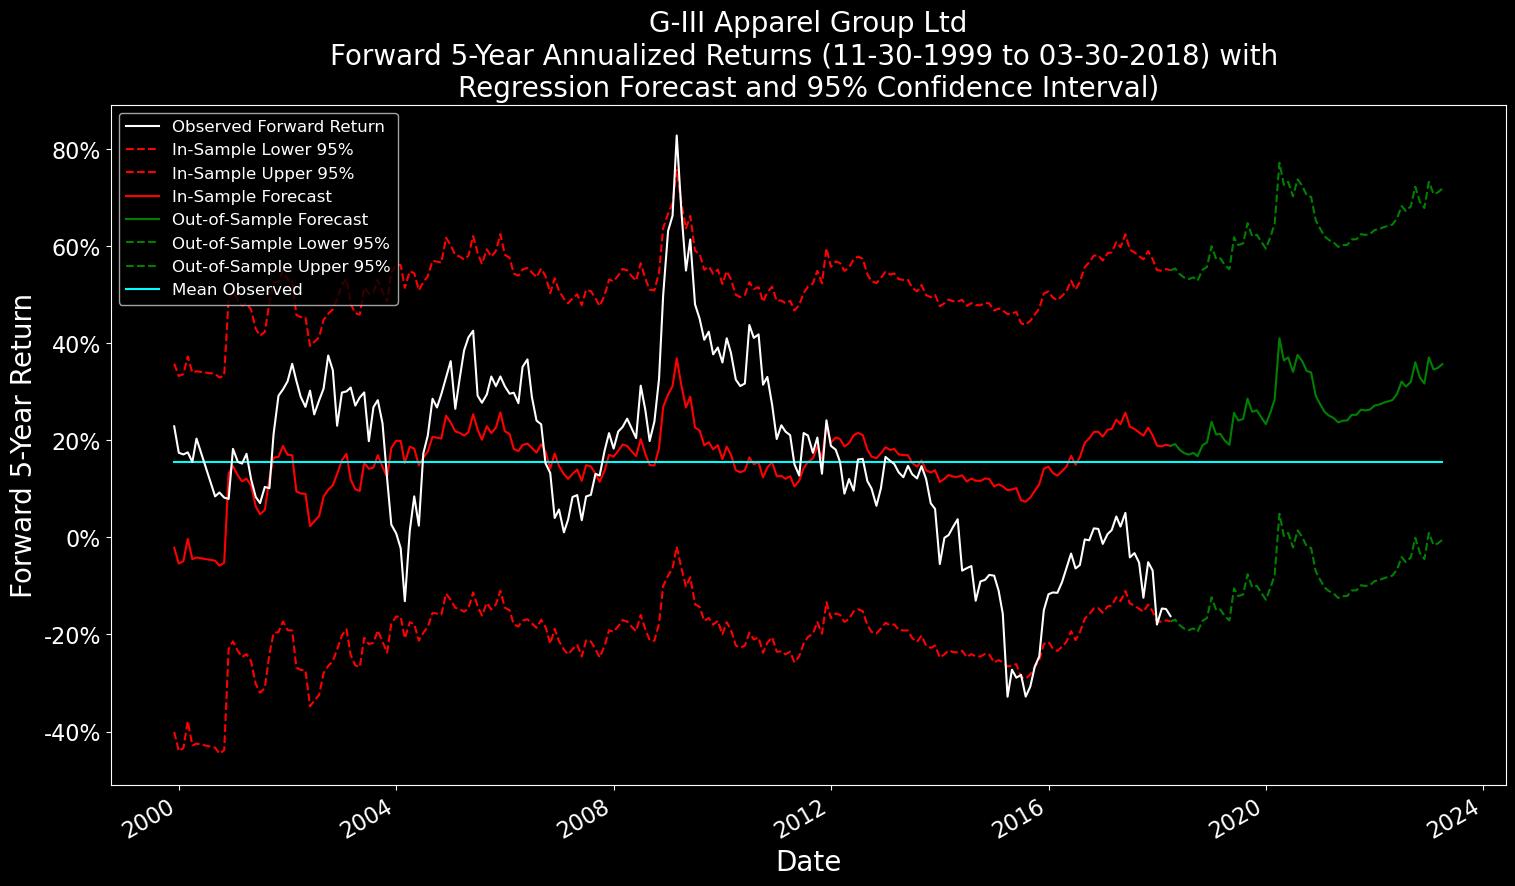 G-III Apparel Group Ltd
Forward 5-Year Annualized Returns (11-30-1999 to 03-30-2018) with
Regression Forecast and 95% Confidence Interval)
Observed Forward Return
In-Sample Lower 95%
In-Sample Upper 95%
In-Sample Forecast
Out-of-Sample Forecast
Out-of-Sample Lower 95%
Out-of-Sample Upper 95%
Mean Observed
Forward 5-Year Return
80%
60%
40%
20%
0%
-20%
-40%
2000
2004
2008
2012
2016
2020
2024
Date